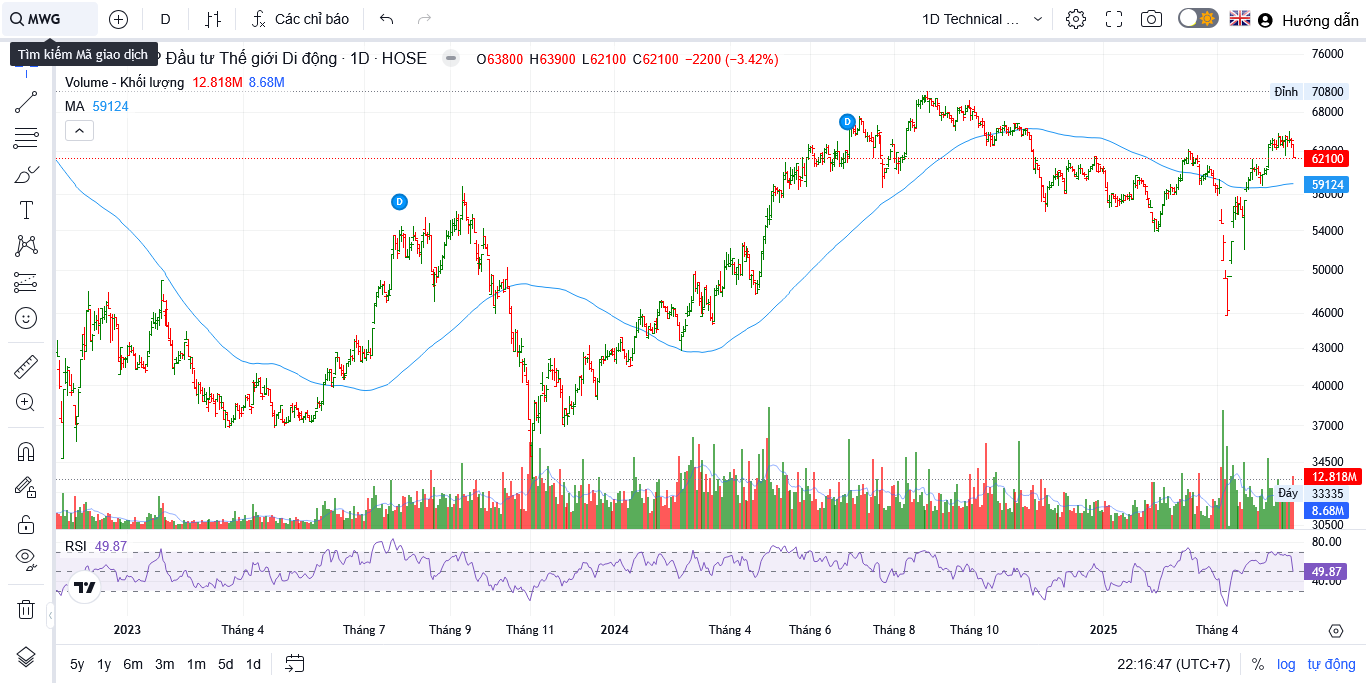 MWG
D
Các chỉ báo
1D Technical ...
Hướng dẫn
Tìm kiếm Mã giao dịch
P Đầu tư Thế giới Di động · 1D · HOSE
O63800 H63900 L62100 C62100 −2200 (−3.42%)
Volume - Khối lượng 12.818M 8.68M
MA 59124
D
D
76000
Đỉnh 70800
68000
62100
59124
58000
54000
50000
46000
43000
40000
37000
34500
12.818M
Đáy 33335
8.68M
30500
RSI 49.87
80.00
49.87
40.00
2023 Tháng 4 Tháng 7 Tháng 9 Tháng 11 2024 Tháng 4 Tháng 6 Tháng 8 Tháng 10 2025 Tháng 4
5y 1y 6m 3m 1m 5d 1d
22:16:47 (UTC+7) % log tự động